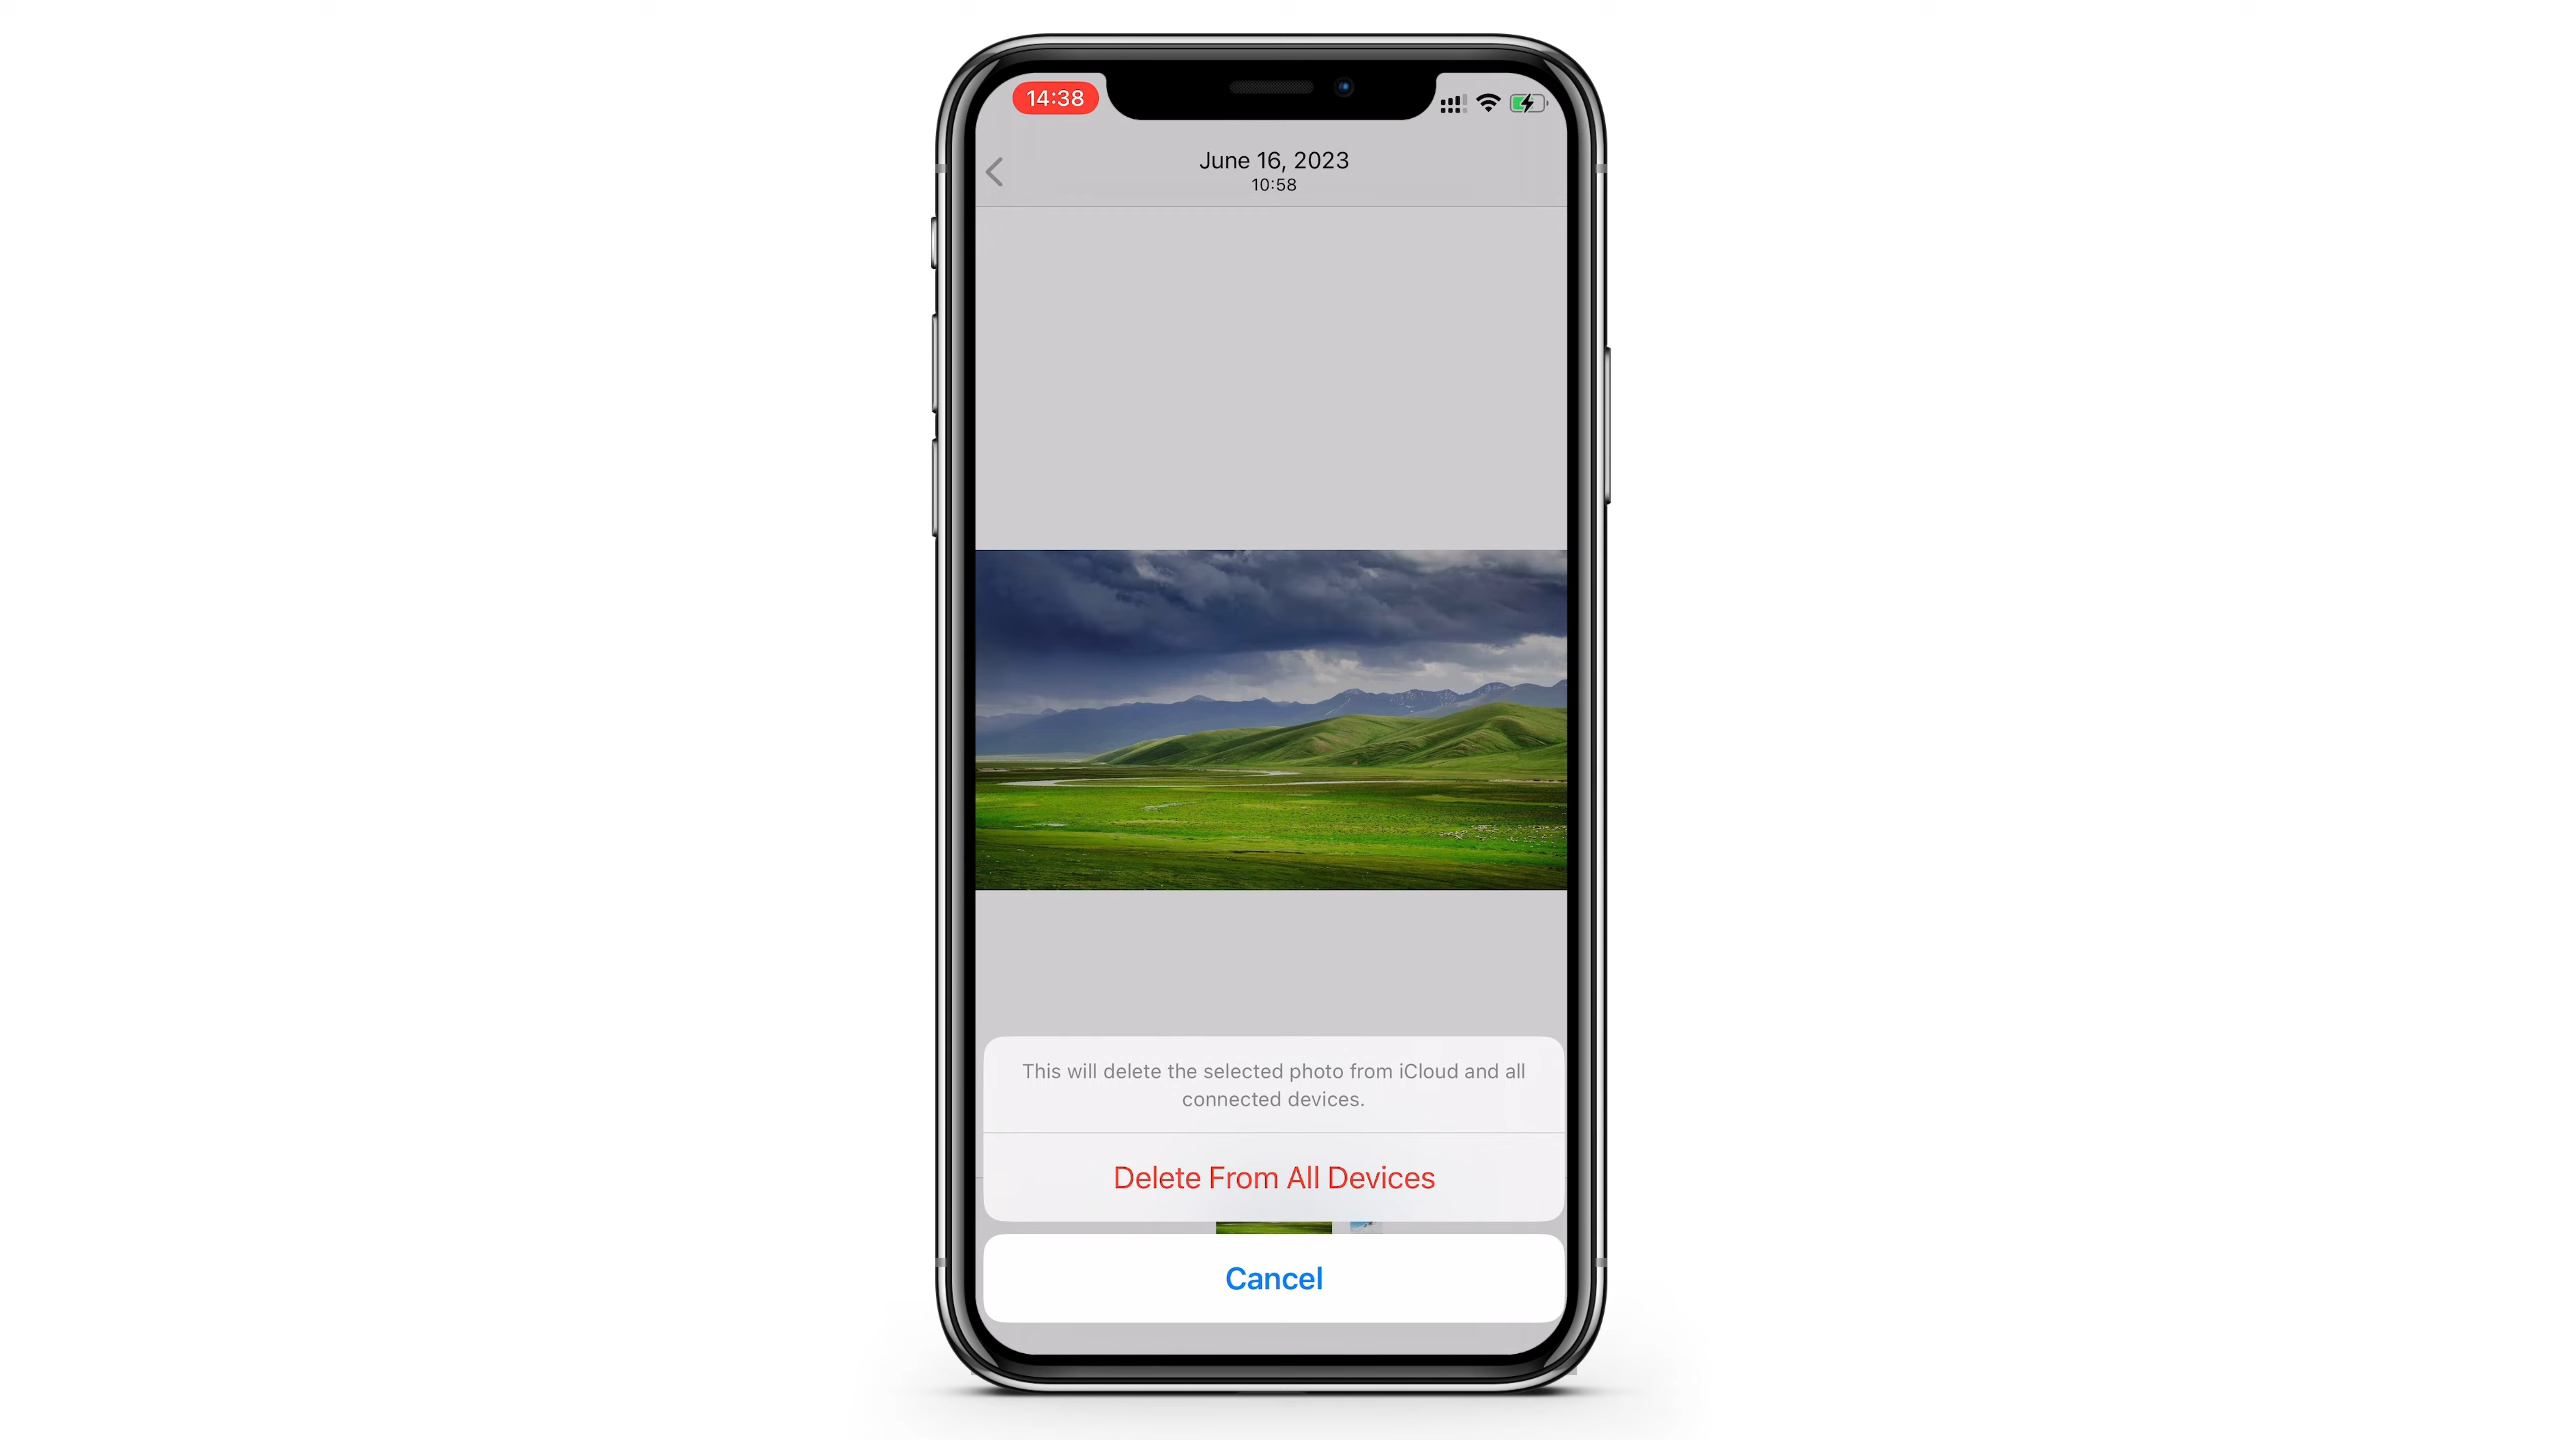 14:38
June 16, 2023
10:58
This will delete the selected photo from iCloud and all
connected devices.
Delete From All Devices
Cancel